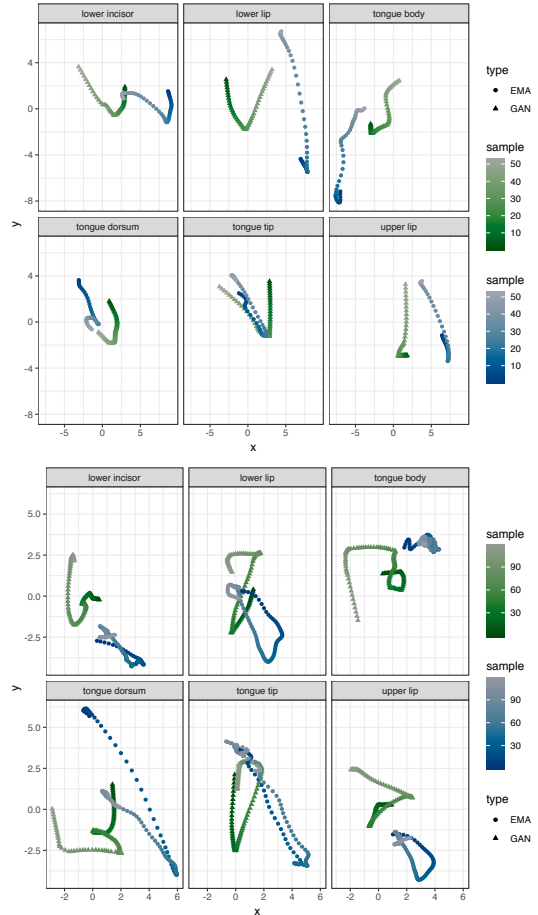 lower incisor lower lip tongue body
4
0
-4
-8
tongue dorsum tongue tip upper lip
4
0
-4
-8
-5 0 5 -5 0 5 -5 0 5
x
y
type
EMA
GAN
sample
50
40
30
20
10
sample
50
40
30
20
10
lower incisor lower lip tongue body
5.0
2.5
0.0
-2.5
tongue dorsum tongue tip upper lip
5.0
2.5
0.0
-2.5
-2 0 2 4 6 -2 0 2 4 6 -2 0 2 4 6
x
y
sample
90
60
30
sample
90
60
30
type
EMA
GAN